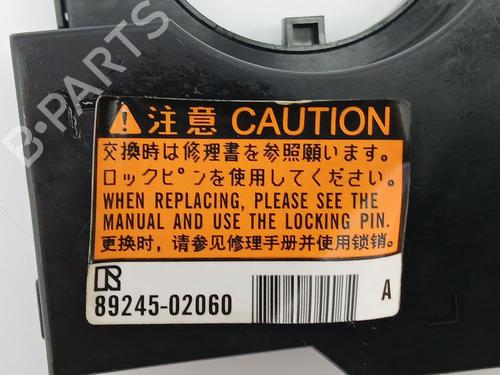 B-PARTS
注意 CAUTION
交換時は修理書を参照願います。
ロックピンを使用してください。
WHEN REPLACING, PLEASE SEE THE
MANUAL AND USE THE LOCKING PIN.
更换时，请参见修理手册并使用锁销。
89245-02060
A